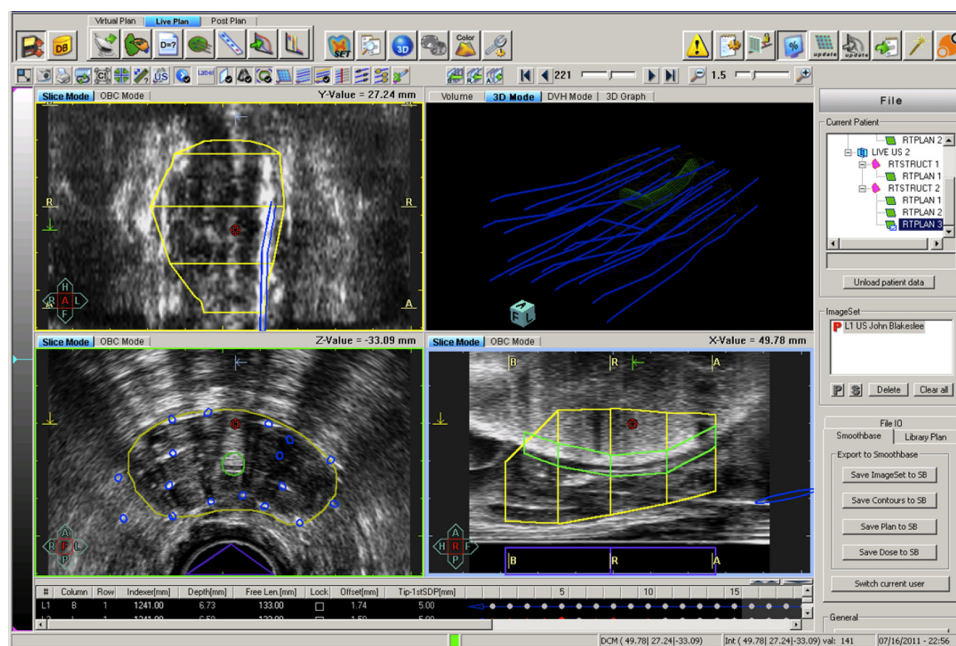 Virtual Plan Live Plan Post Plan
DB D=? SET 3D Color update update
Label 221 1.5
Slice Mode OBC Mode Y-Value = 27.24 mm
R R
A
H
R A L
F
Volume 3D Mode DVH Mode 3D Graph
F L
Slice Mode OBC Mode Z-Value = -33.09 mm
A
R F L
P
Slice Mode OBC Mode X-Value = 49.78 mm
B R A
A
H R F
P
B R A
File
Current Patient
RTPLAN 2
LIVE US 2
RTSTRUCT 1
RTPLAN 1
RTSTRUCT 2
RTPLAN 1
RTPLAN 2
RTPLAN 3
Unload patient data
ImageSet
P L1 US John Blakeslee
P S Delete Clear all
File IO
Smoothbase Library Plan
Export to Smoothbase
Save ImageSet to SB
Save Contours to SB
Save Plan to SB
Save Dose to SB
Switch current user
General
# Column Row Indexer[mm] Depth[mm] Free Len.[mm] Lock Offset[mm] Tip-1stSDP[mm] 5 10 15
L1 B 1 1241.00 6.73 133.00 1.74 5.00
DCM ( 49.78| 27.24|-33.09) Int ( 49.78| 27.24|-33.09) val: 141 07/16/2011 - 22:56